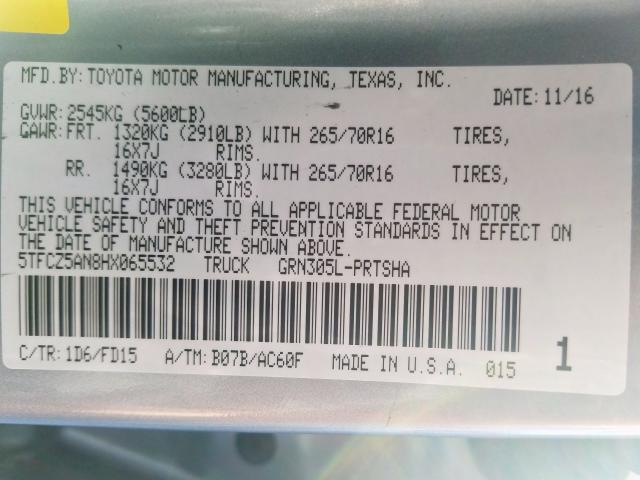 MFD.BY: TOYOTA MOTOR MANUFACTURING, TEXAS, INC.
DATE: 11/16
GVWR: 2545KG (5600LB)
GAWR: FRT. 1320KG (2910LB) WITH 265/70R16 TIRES,
16X7J RIMS.
RR. 1490KG (3280LB) WITH 265/70R16 TIRES,
16X7J RIMS.
THIS VEHICLE CONFORMS TO ALL APPLICABLE FEDERAL MOTOR
VEHICLE SAFETY AND THEFT PREVENTION STANDARDS IN EFFECT ON
THE DATE OF MANUFACTURE SHOWN ABOVE.
5TFCZ5AN8HX065532 TRUCK GRN305L-PRTSHA
C/TR: 1D6/FD15 A/TM: B07B/AC60F MADE IN U.S.A. 015 1